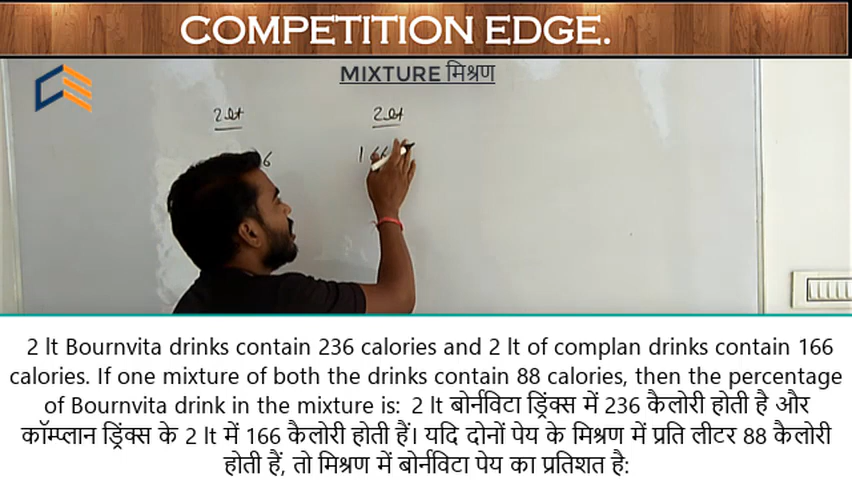 COMPETITION EDGE.
MIXTURE मिश्रण
2 lt 2 lt
6 166
2 lt Bournvita drinks contain 236 calories and 2 lt of complan drinks contain 166
calories. If one mixture of both the drinks contain 88 calories, then the percentage
of Bournvita drink in the mixture is: 2 lt बोर्नविटा ड्रिंक्स में 236 कैलोरी होती है और
कॉम्प्लान ड्रिंक्स के 2 lt में 166 कैलोरी होती हैं। यदि दोनों पेय के मिश्रण में प्रति लीटर 88 कैलोरी
होती हैं, तो मिश्रण में बोर्नविटा पेय का प्रतिशत है: